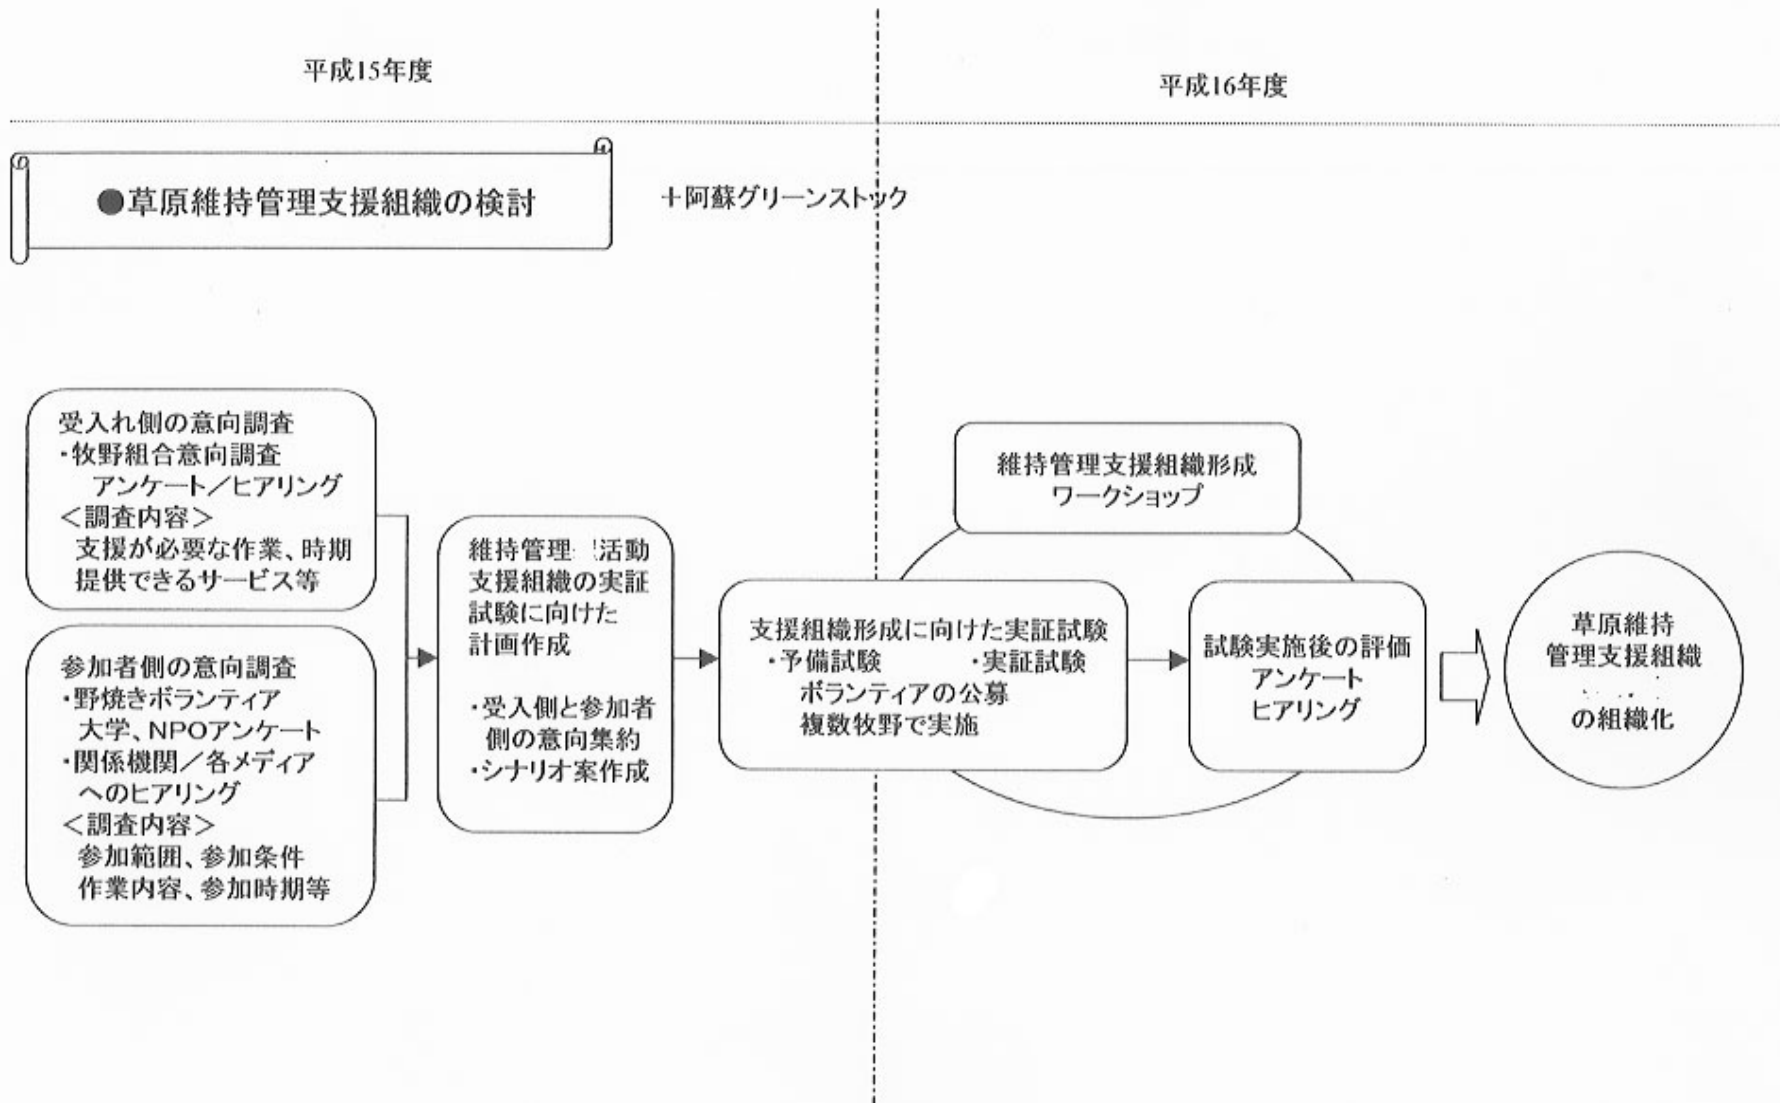 平成15年度
平成16年度
●草原維持管理支援組織の検討
＋阿蘇グリーンストック
受入れ側の意向調査
・牧野組合意向調査
アンケート／ヒアリング
＜調査内容＞
支援が必要な作業、時期
提供できるサービス等
参加者側の意向調査
・野焼きボランティア
大学、NPOアンケート
・関係機関／各メディア
へのヒアリング
＜調査内容＞
参加範囲、参加条件
作業内容、参加時期等
維持管理 活動
支援組織の実証
試験に向けた
計画作成
・受入側と参加者
側の意向集約
・シナリオ案作成
支援組織形成に向けた実証試験
・予備試験 ・実証試験
ボランティアの公募
複数牧野で実施
維持管理支援組織形成
ワークショップ
試験実施後の評価
アンケート
ヒアリング
草原維持
管理支援組織
の組織化